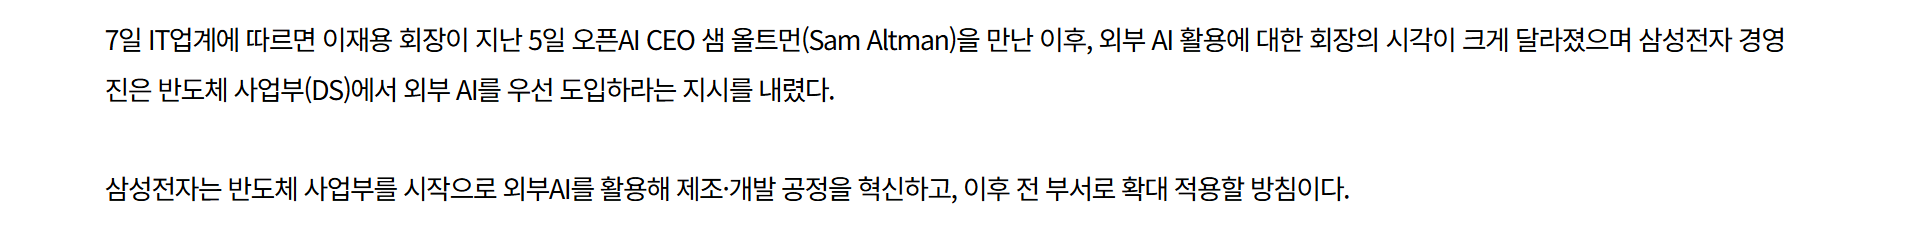 7일 IT업계에 따르면 이재용 회장이 지난 5일 오픈AI CEO 샘 올트먼(Sam Altman)을 만난 이후, 외부 AI 활용에 대한 회장의 시각이 크게 달라졌으며 삼성전자 경영
진은 반도체 사업부(DS)에서 외부 AI를 우선 도입하라는 지시를 내렸다.
삼성전자는 반도체 사업부를 시작으로 외부AI를 활용해 제조·개발 공정을 혁신하고, 이후 전 부서로 확대 적용할 방침이다.